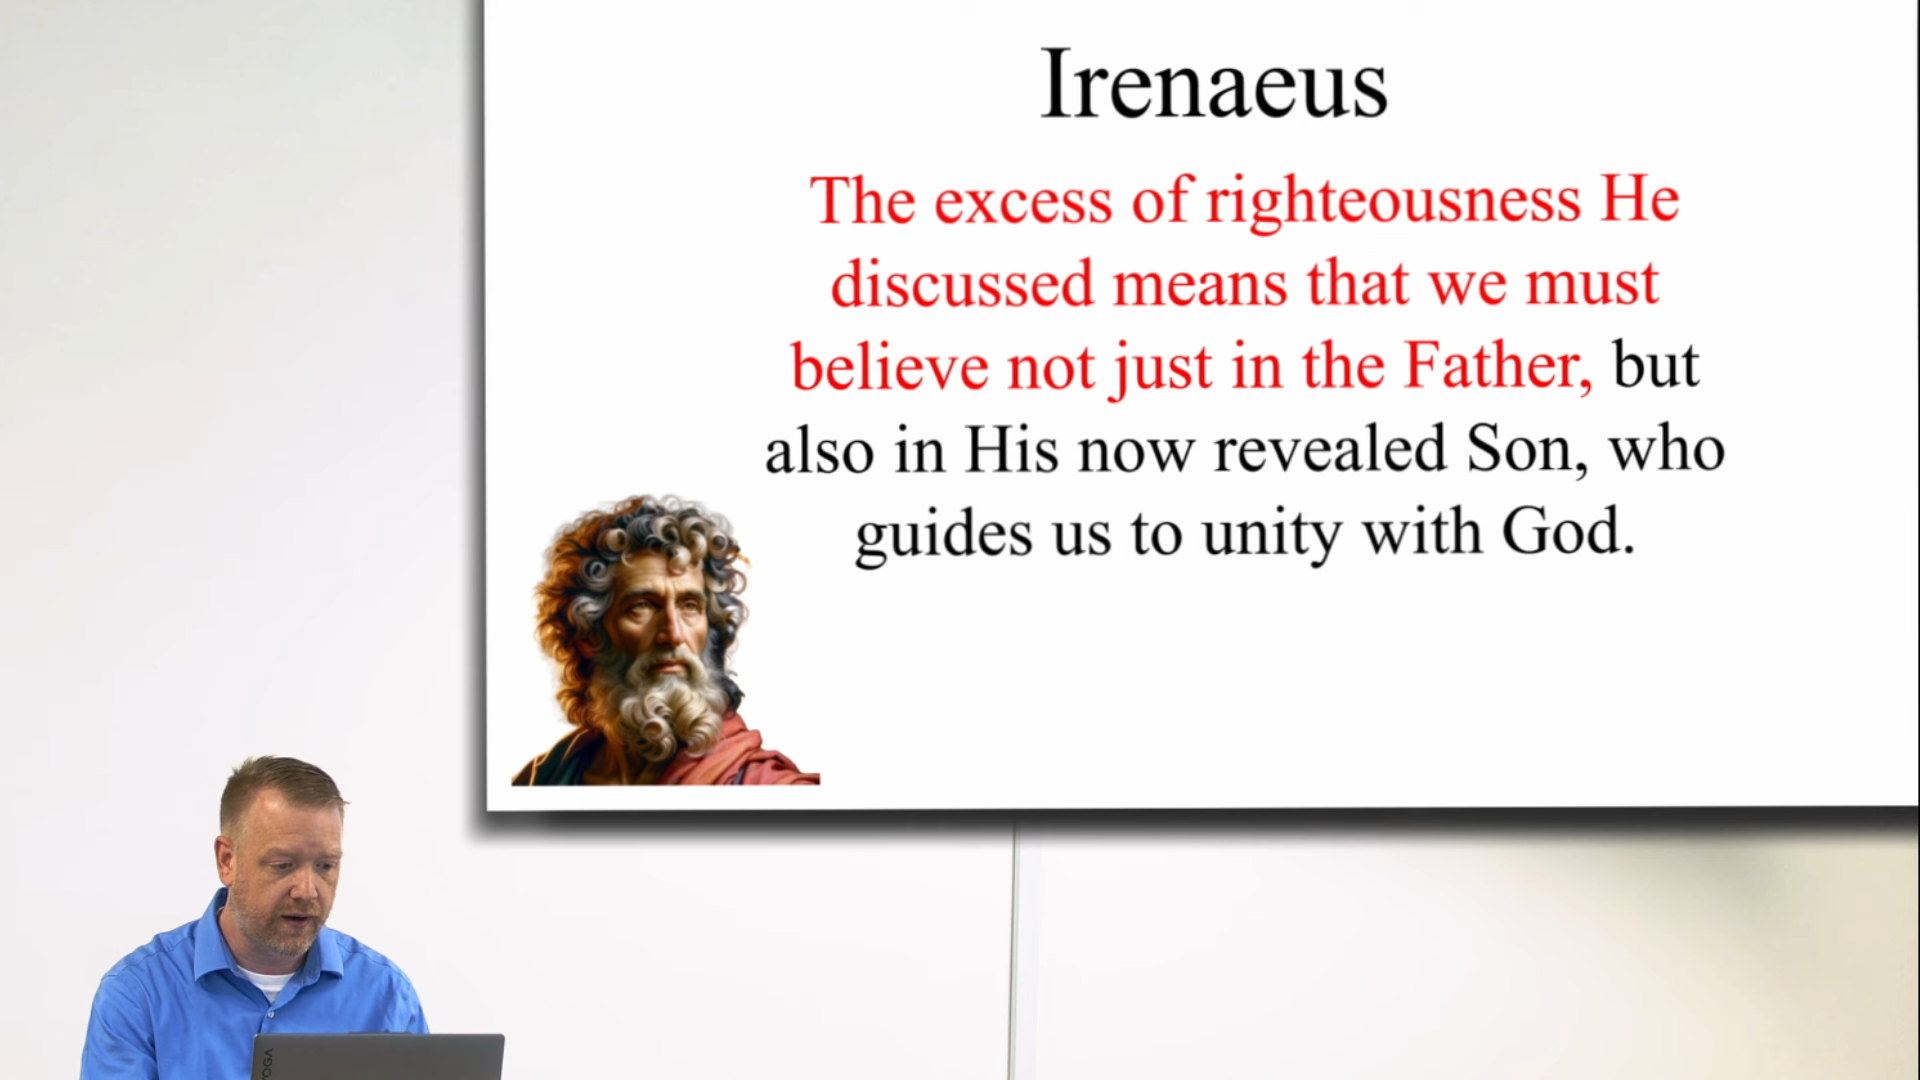 Irenaeus
The excess of righteousness He
discussed means that we must
believe not just in the Father, but
also in His now revealed Son, who
guides us to unity with God.
YOGA